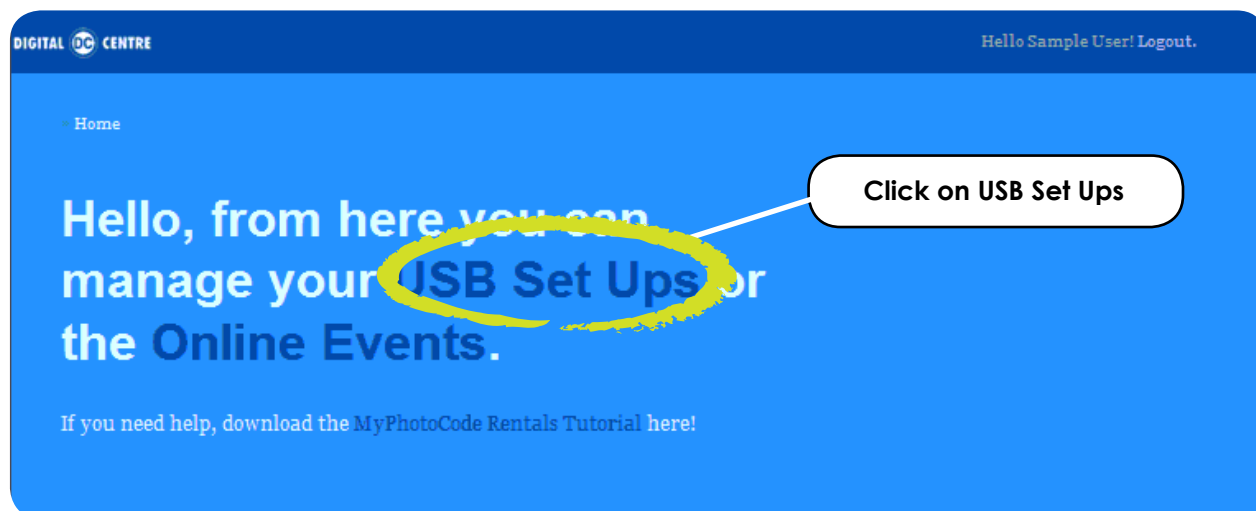 DIGITAL DC CENTRE
Hello Sample User! Logout.
Home
Click on USB Set Ups
Hello, from here you can
manage your USB Set Ups or
the Online Events.
If you need help, download the MyPhotoCode Rentals Tutorial here!